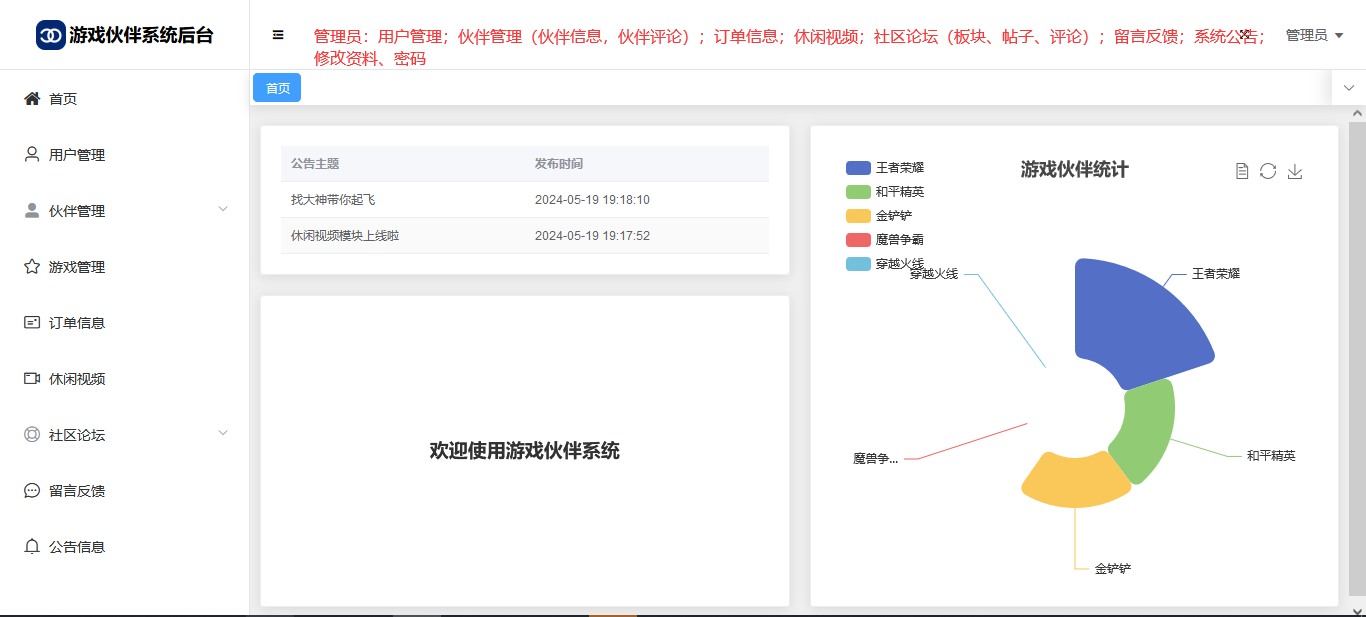 游戏伙伴系统后台
管理员：用户管理；伙伴管理（伙伴信息，伙伴评论）；订单信息；休闲视频；社区论坛（板块、帖子、评论）；留言反馈；系统公告；
修改资料、密码
管理员
首页
首页
用户管理
伙伴管理
游戏管理
订单信息
休闲视频
社区论坛
留言反馈
公告信息
公告主题 发布时间
找大神带你起飞 2024-05-19 19:18:10
休闲视频模块上线啦 2024-05-19 19:17:52
欢迎使用游戏伙伴系统
游戏伙伴统计
王者荣耀
和平精英
金铲铲
魔兽争霸
穿越火线
穿越火线
王者荣耀
魔兽争...
和平精英
金铲铲